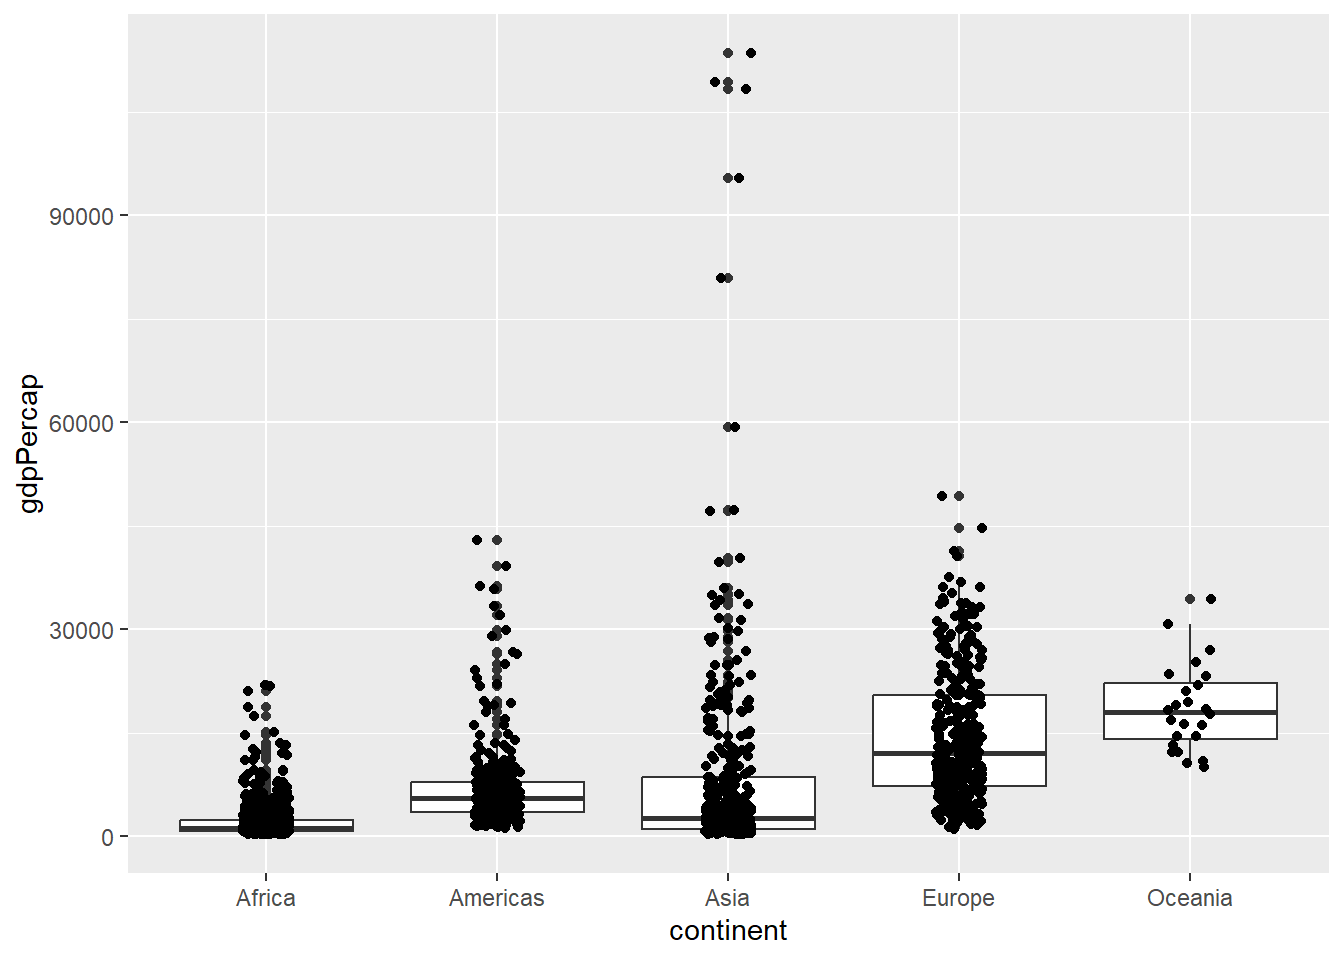 gdpPercap
90000
60000
30000
0
Africa
Americas
Asia
Europe
Oceania
continent